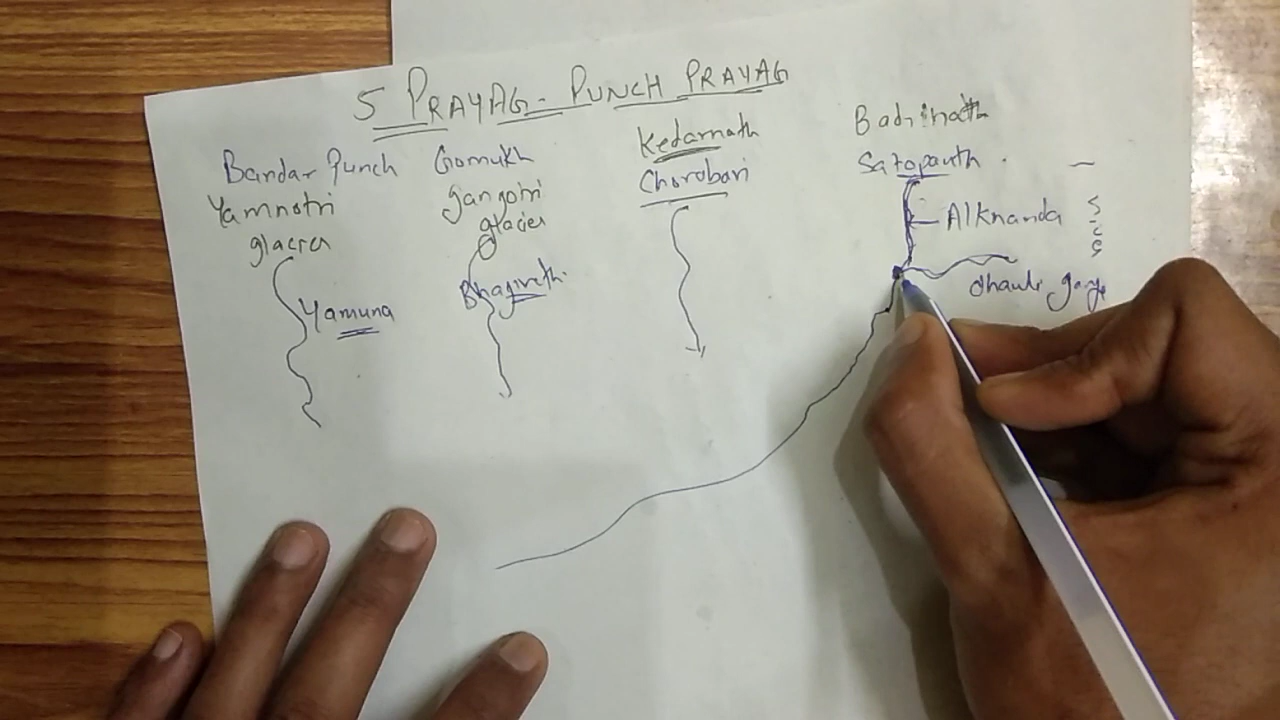 5 PRAYAG - PUNCH PRAYAG
Bandar Punch
Yamnotri
glacier
Yamuna
Gomukh
gangotri
glacier
Bhagirathi
Kedarnath
Chorobari
Badrinath
Satopanth
Alknanda
dhauli ganga